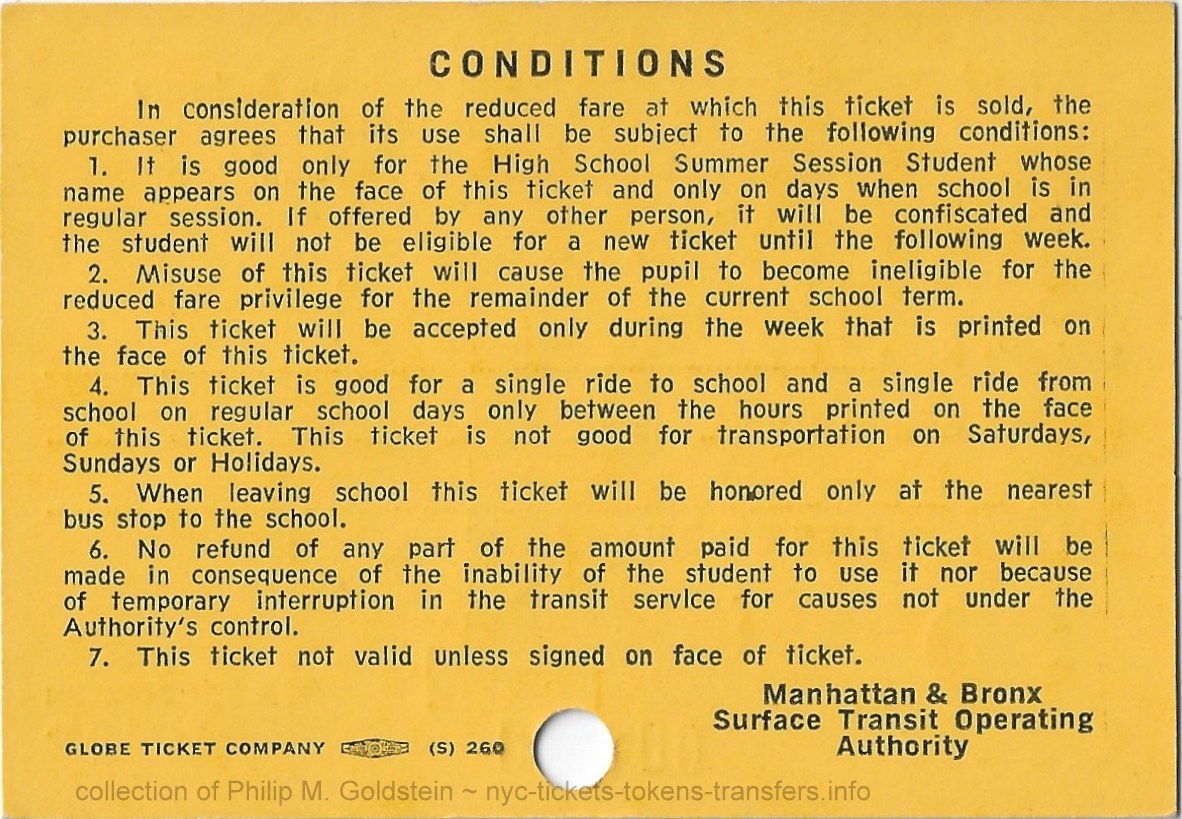 CONDITIONS
In consideration of the reduced fare at which this ticket is sold, the
purchaser agrees that its use shall be subject to the following conditions:
1. It is good only for the High School Summer Session Student whose
name appears on the face of this ticket and only on days when school is in
regular session. If offered by any other person, it will be confiscated and
the student will not be eligible for a new ticket until the following week.
2. Misuse of this ticket will cause the pupil to become ineligible for the
reduced fare privilege for the remainder of the current school term.
3. This ticket will be accepted only during the week that is printed on
the face of this ticket.
4. This ticket is good for a single ride to school and a single ride from
school on regular school days only between the hours printed on the face
of this ticket. This ticket is not good for transportation on Saturdays,
Sundays or Holidays.
5. When leaving school this ticket will be honored only at the nearest
bus stop to the school.
6. No refund of any part of the amount paid for this ticket will be
made in consequence of the inability of the student to use it nor because
of temporary interruption in the transit service for causes not under the
Authority's control.
7. This ticket not valid unless signed on face of ticket.
Manhattan & Bronx
Surface Transit Operating
Authority
GLOBE TICKET COMPANY (S) 260
collection of Philip M. Goldstein ~ nyc-tickets-tokens-transfers.info